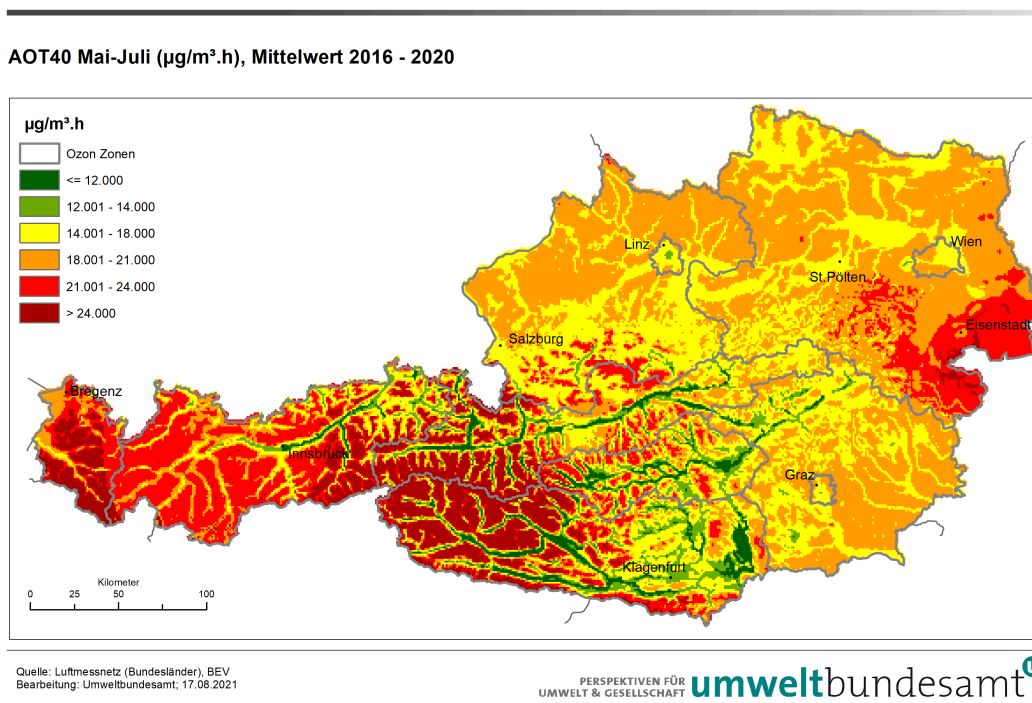 AOT40 Mai-Juli (µg/m³.h), Mittelwert 2016 - 2020
µg/m³.h
Ozon Zonen
<= 12.000
12.001 - 14.000
14.001 - 18.000
18.001 - 21.000
21.001 - 24.000
> 24.000
Linz
Wien
St.Pölten
Eisenstadt
Salzburg
Bregenz
Innsbruck
Graz
Klagenfurt
Kilometer
0 25 50 100
Quelle: Luftmessnetz (Bundesländer), BEV
Bearbeitung: Umweltbundesamt; 17.08.2021
PERSPEKTIVEN FÜR
UMWELT & GESELLSCHAFT
umweltbundesamt